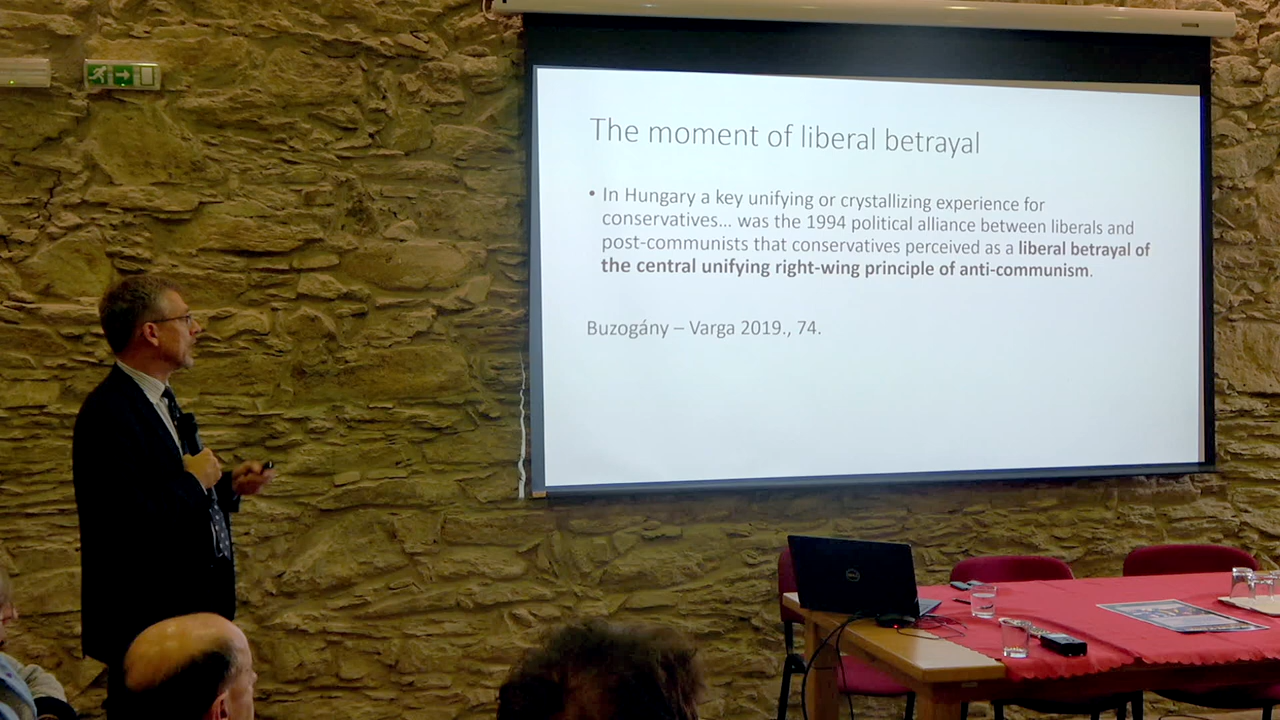 The moment of liberal betrayal
• In Hungary a key unifying or crystallizing experience for
conservatives... was the 1994 political alliance between liberals and
post-communists that conservatives perceived as a liberal betrayal of
the central unifying right-wing principle of anti-communism.
Buzogány – Varga 2019., 74.
DELL